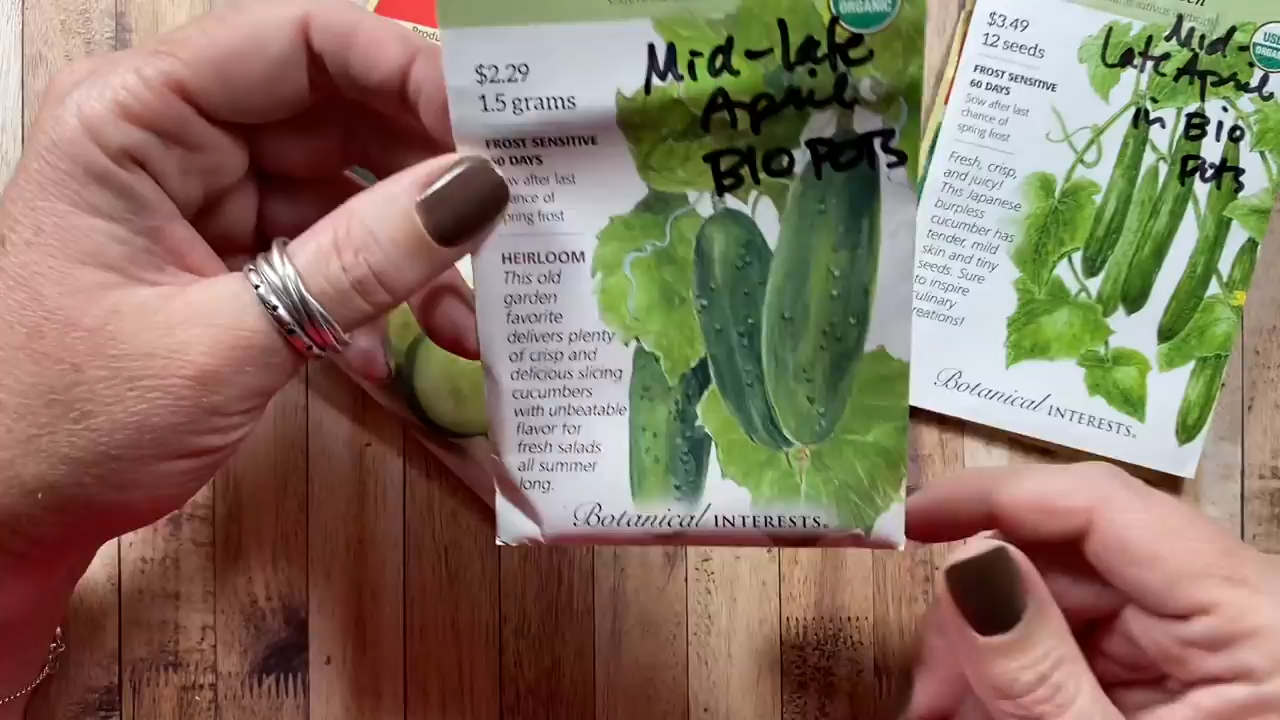 $2.29
1.5 grams
Mid-late
April
BIO POTS
ORGANIC
FROST SENSITIVE
60 DAYS
Sow after last
chance of
spring frost
HEIRLOOM
This old
garden
favorite
delivers plenty
of crisp and
delicious slicing
cucumbers
with unbeatable
flavor for
fresh salads
all summer
long.
Botanical INTERESTS®
$3.49
12 seeds
Mid-
Late April
in Bio
Pots
FROST SENSITIVE
60 DAYS
Sow after last
chance of
spring frost
Fresh, crisp,
and juicy!
This Japanese
burpless
cucumber has
tender, mild
skin and tiny
seeds. Sure
to inspire
culinary
creations!
Botanical INTERESTS®